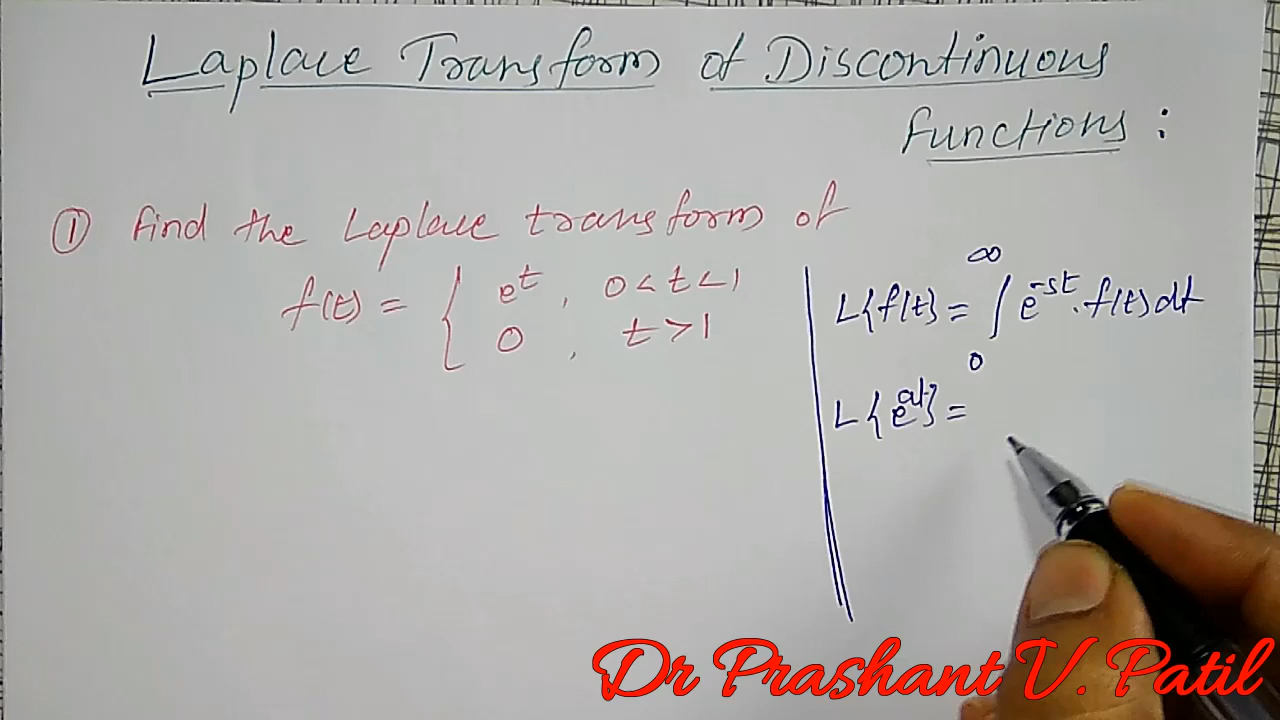 Laplace Transform of Discontinuous
functions :
① Find the Laplace transform of
f(t) = { e^t , 0 < t < 1
0 , t > 1
L{f(t)} = ∫₀^∞ e^-st . f(t) dt
L{e^at} =
Dr Prashant V. Patil